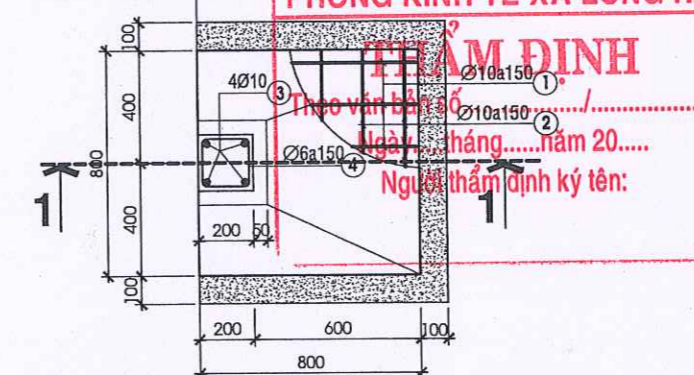 PHÒNG KINH TẾ XÃ LONG
THẨM ĐỊNH
Theo văn bản số............/...............
Ngày......tháng......năm 20.....
Người thẩm định ký tên:
100
400
800
400
100
4Ø10 3
Ø10a150 1
Ø10a150 2
Ø6a150 4
1 1
200 50
200 600 100
800